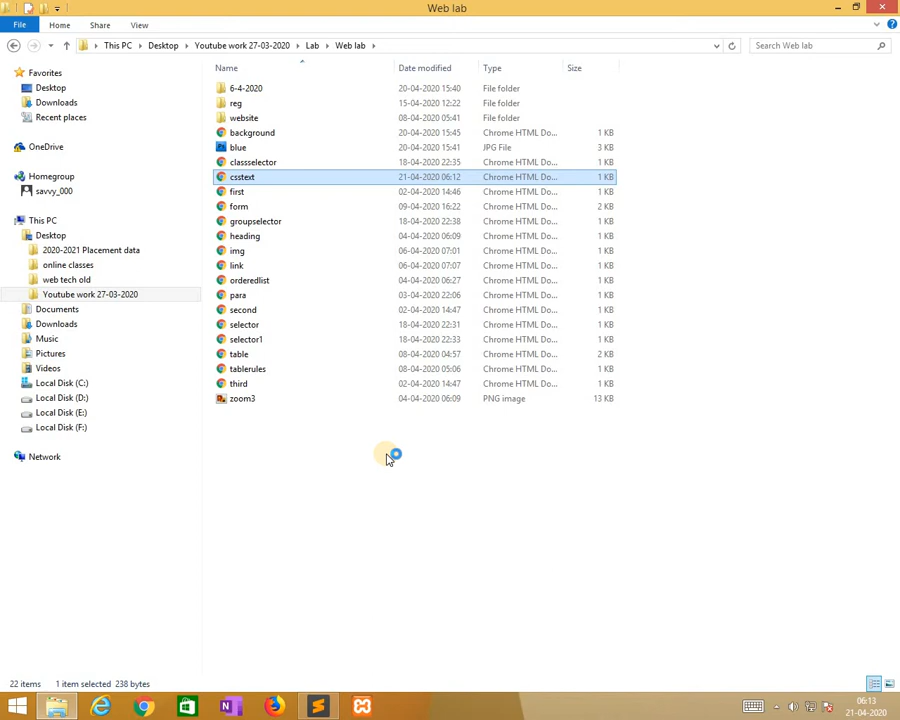 Web lab
File Home Share View
This PC Desktop Youtube work 27-03-2020 Lab Web lab
Search Web lab
Name Date modified Type Size
Favorites
Desktop
Downloads
Recent places
OneDrive
Homegroup
savvy_000
This PC
Desktop
2020-2021 Placement data
online classes
web tech old
Youtube work 27-03-2020
Documents
Downloads
Music
Pictures
Videos
Local Disk (C:)
Local Disk (D:)
Local Disk (E:)
Local Disk (F:)
Network
6-4-2020 20-04-2020 15:40 File folder
reg 15-04-2020 12:22 File folder
website 08-04-2020 05:41 File folder
background 20-04-2020 15:45 Chrome HTML Do... 1 KB
blue 20-04-2020 15:41 JPG File 3 KB
classselector 18-04-2020 22:35 Chrome HTML Do... 1 KB
csstext 21-04-2020 06:12 Chrome HTML Do... 1 KB
first 02-04-2020 14:46 Chrome HTML Do... 1 KB
form 09-04-2020 16:22 Chrome HTML Do... 2 KB
groupselector 18-04-2020 22:38 Chrome HTML Do... 1 KB
heading 04-04-2020 06:09 Chrome HTML Do... 1 KB
img 06-04-2020 07:01 Chrome HTML Do... 1 KB
link 06-04-2020 07:07 Chrome HTML Do... 1 KB
orderedlist 04-04-2020 06:27 Chrome HTML Do... 1 KB
para 03-04-2020 22:06 Chrome HTML Do... 1 KB
second 02-04-2020 14:47 Chrome HTML Do... 1 KB
selector 18-04-2020 22:31 Chrome HTML Do... 1 KB
selector1 18-04-2020 22:33 Chrome HTML Do... 1 KB
table 08-04-2020 04:57 Chrome HTML Do... 2 KB
tablerules 08-04-2020 05:06 Chrome HTML Do... 1 KB
third 02-04-2020 14:47 Chrome HTML Do... 1 KB
zoom3 04-04-2020 06:09 PNG image 13 KB
22 items 1 item selected 238 bytes
06:13
21-04-2020